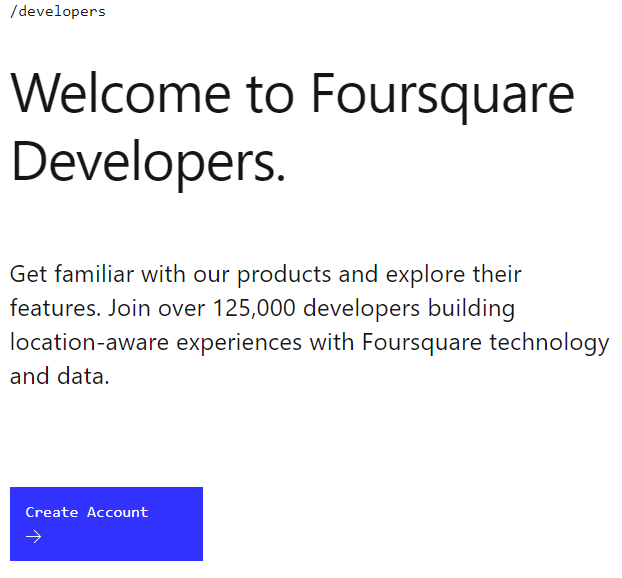 /developers
Welcome to Foursquare
Developers.
Get familiar with our products and explore their
features. Join over 125,000 developers building
location-aware experiences with Foursquare technology
and data.
Create Account
→